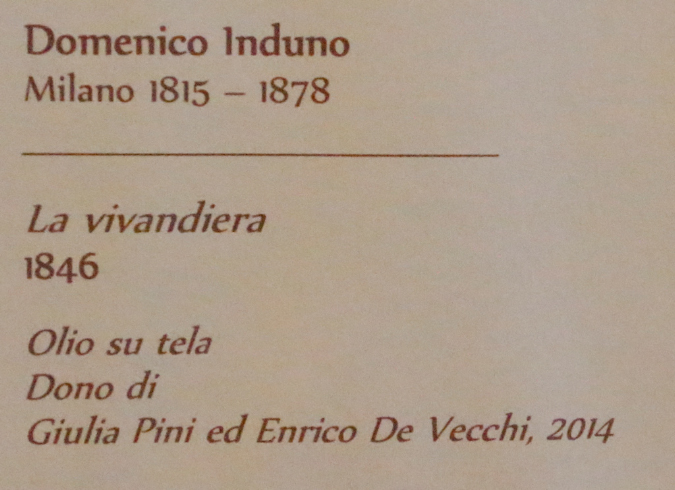 Domenico Induno
Milano 1815 – 1878
La vivandiera
1846
Olio su tela
Dono di
Giulia Pini ed Enrico De Vecchi, 2014